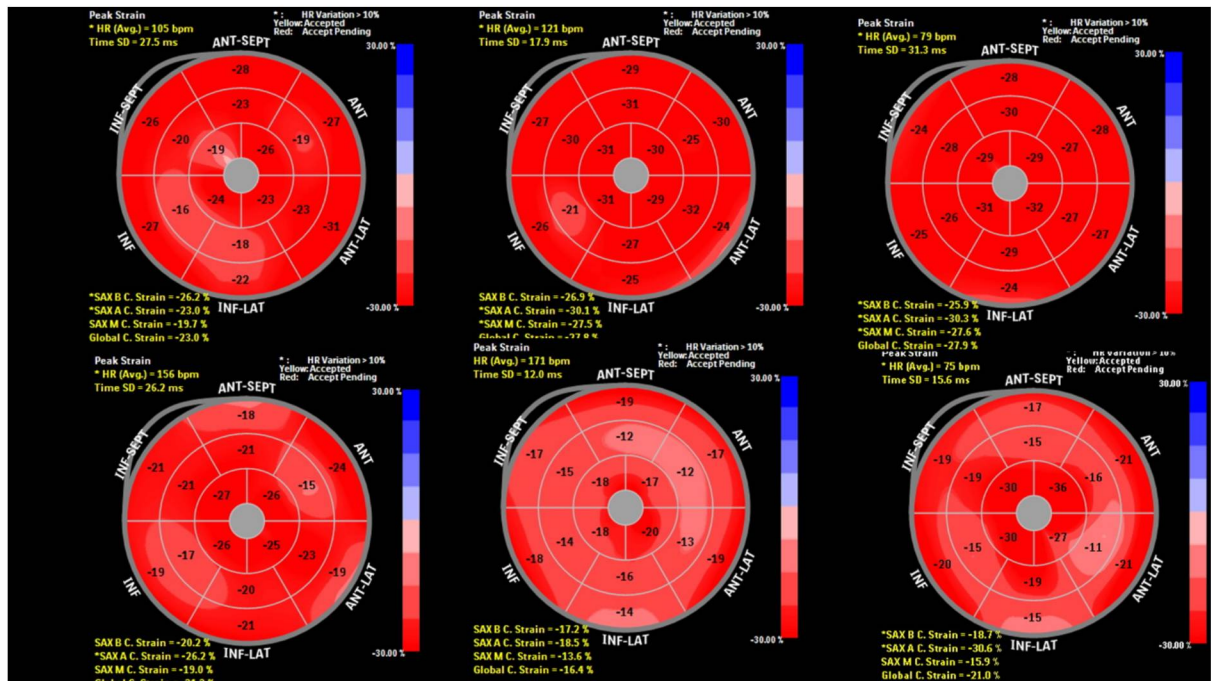 Peak Strain
* HR (Avg.) = 105 bpm
Time SD = 27.5 ms
* : HR Variation > 10%
Yellow: Accepted
Red: Accept Pending
30.00 %
ANT-SEPT
INF-SEPT
ANT
-28
-23
-26
-27
-20
-19
-19
-26
-16
-24
-23
-23
-27
-31
-18
-22
INF
ANT-LAT
INF-LAT
-30.00 %
*SAX B C. Strain = -26.2 %
*SAX A C. Strain = -23.0 %
SAX M C. Strain = -19.7 %
Global C. Strain = -23.0 %
Peak Strain
* HR (Avg.) = 121 bpm
Time SD = 17.9 ms
* : HR Variation > 10%
Yellow: Accepted
Red: Accept Pending
30.00 %
ANT-SEPT
INF-SEPT
ANT
-29
-31
-27
-28
-30
-25
-31
-30
-21
-31
-29
-32
-26
-24
-27
-25
INF
ANT-LAT
INF-LAT
-30.00 %
SAX B C. Strain = -26.9 %
*SAX A C. Strain = -30.1 %
*SAX M C. Strain = -27.5 %
Global C. Strain = -27.8 %
Peak Strain
* HR (Avg.) = 79 bpm
Time SD = 31.3 ms
* : HR Variation > 10%
Yellow: Accepted
Red: Accept Pending
30.00 %
ANT-SEPT
INF-SEPT
ANT
-28
-30
-24
-28
-28
-27
-29
-29
-26
-31
-32
-27
-25
-27
-29
-24
INF
ANT-LAT
INF-LAT
-30.00 %
*SAX B C. Strain = -25.9 %
*SAX A C. Strain = -30.3 %
*SAX M C. Strain = -27.6 %
Global C. Strain = -27.9 %
Peak Strain
* HR (Avg.) = 156 bpm
Time SD = 26.2 ms
* : HR Variation > 10%
Yellow: Accepted
Red: Accept Pending
30.00 %
ANT-SEPT
INF-SEPT
ANT
-18
-21
-21
-24
-21
-15
-27
-26
-17
-26
-25
-23
-19
-19
-20
-21
INF
ANT-LAT
INF-LAT
-30.00 %
SAX B C. Strain = -20.2 %
*SAX A C. Strain = -26.2 %
SAX M C. Strain = -19.0 %
Peak Strain
HR (Avg.) = 171 bpm
Time SD = 12.0 ms
* : HR Variation > 10%
Yellow: Accepted
Red: Accept Pending
30.00 %
ANT-SEPT
INF-SEPT
ANT
-19
-12
-17
-17
-15
-12
-18
-17
-14
-18
-20
-13
-18
-19
-16
-14
INF
ANT-LAT
INF-LAT
-30.00 %
SAX B C. Strain = -17.2 %
SAX A C. Strain = -18.5 %
SAX M C. Strain = -13.6 %
Global C. Strain = -16.4 %
Peak Strain
* HR (Avg.) = 75 bpm
Time SD = 15.6 ms
* : HR Variation > 10%
Yellow: Accepted
Red: Accept Pending
30.00 %
ANT-SEPT
INF-SEPT
ANT
-17
-15
-19
-21
-19
-16
-30
-36
-15
-30
-27
-11
-20
-21
-19
-15
INF
ANT-LAT
INF-LAT
-30.00 %
*SAX B C. Strain = -18.7 %
*SAX A C. Strain = -30.6 %
SAX M C. Strain = -15.9 %
Global C. Strain = -21.0 %